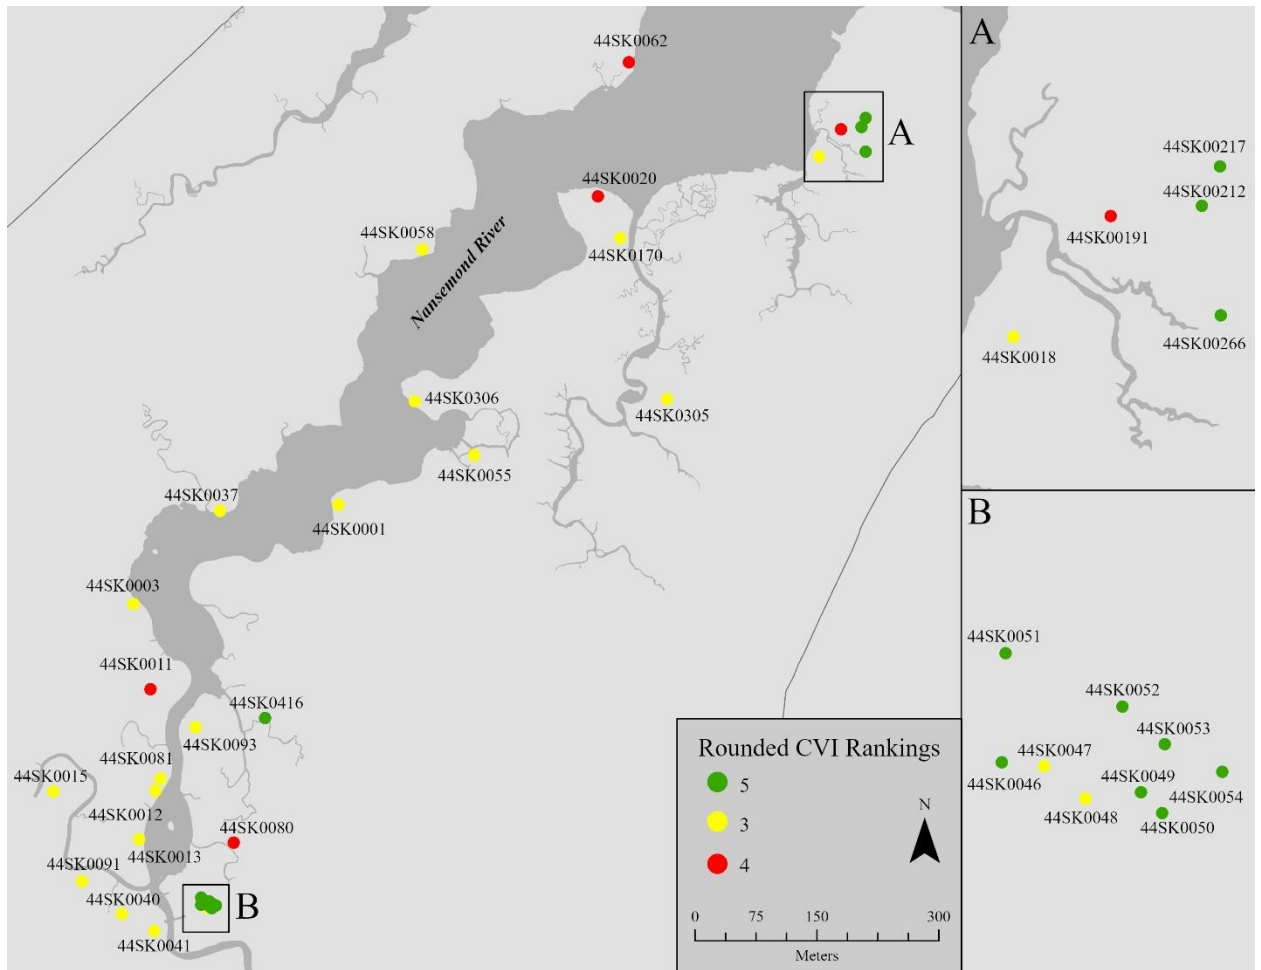 44SK0062
A
44SK0020
44SK0058
44SK0170
Nansemond River
44SK0306
44SK0305
44SK0055
44SK0037
44SK0001
44SK0003
44SK0011
44SK0416
44SK0093
44SK0081
44SK0015
44SK0012
44SK0080
44SK0013
44SK0091
44SK0040
B
44SK0041
A
44SK00217
44SK00212
44SK00191
44SK00266
44SK0018
B
44SK0051
44SK0052
44SK0053
44SK0047
44SK0046
44SK0049
44SK0054
44SK0048
44SK0050
Rounded CVI Rankings
5
3
4
N
0 75 150 300
Meters